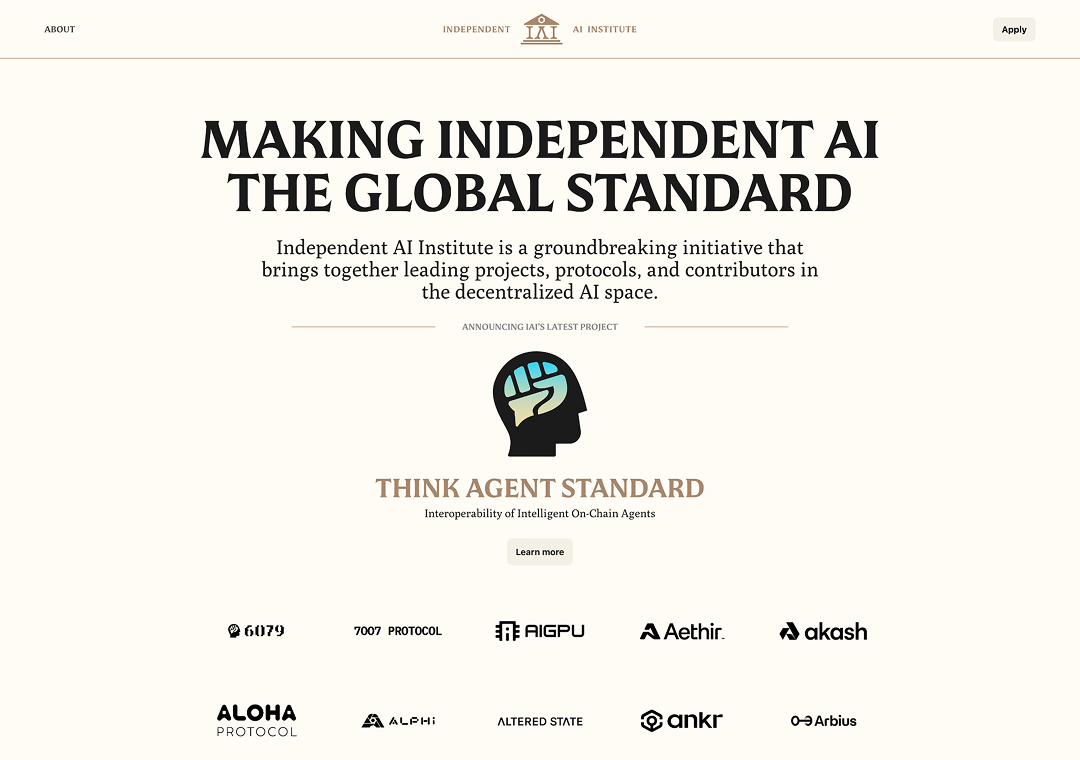 ABOUT
INDEPENDENT IAI AI INSTITUTE
Apply
MAKING INDEPENDENT AI
THE GLOBAL STANDARD
Independent AI Institute is a groundbreaking initiative that
brings together leading projects, protocols, and contributors in
the decentralized AI space.
ANNOUNCING IAI'S LATEST PROJECT
THINK AGENT STANDARD
Interoperability of Intelligent On-Chain Agents
Learn more
6079
7007 PROTOCOL
AIGPU
Aethir
akash
ALOHA
PROTOCOL
ALPHi
ALTERED STATE
ankr
Arbius